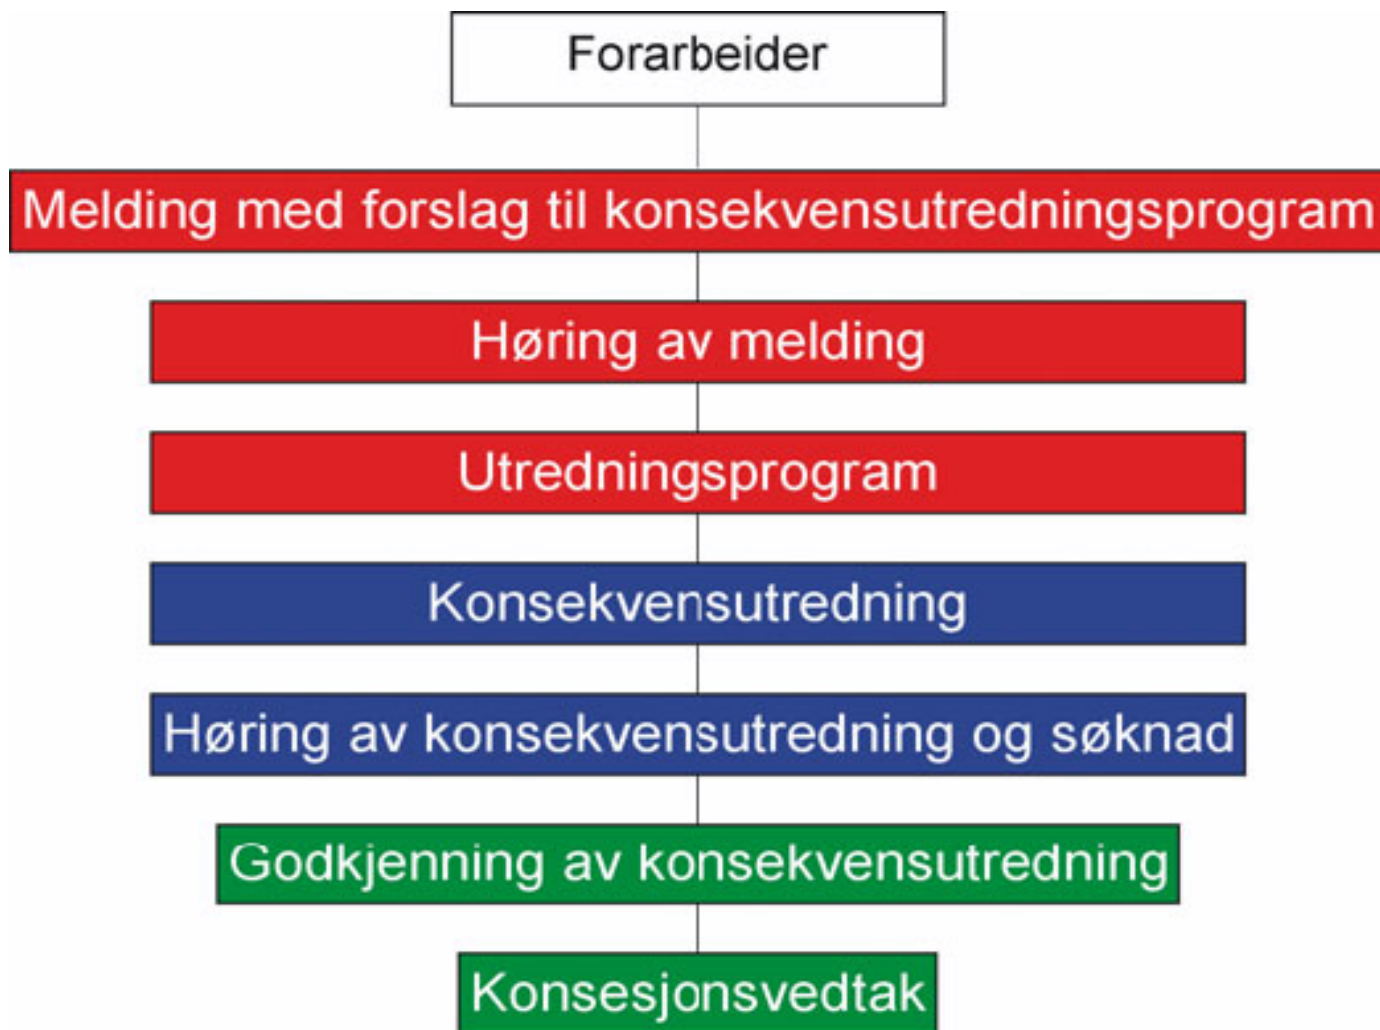 Forarbeider
Melding med forslag til konsekvensutredningsprogram
Høring av melding
Utredningsprogram
Konsekvensutredning
Høring av konsekvensutredning og søknad
Godkjenning av konsekvensutredning
Konsesjonsvedtak